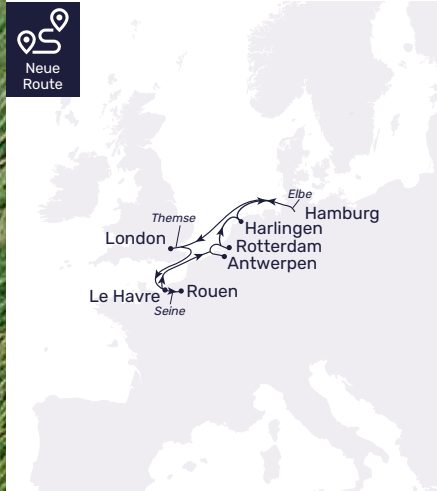 Neue
Route
Elbe
Hamburg
Themse
Harlingen
London
Rotterdam
Antwerpen
Le Havre
Rouen
Seine